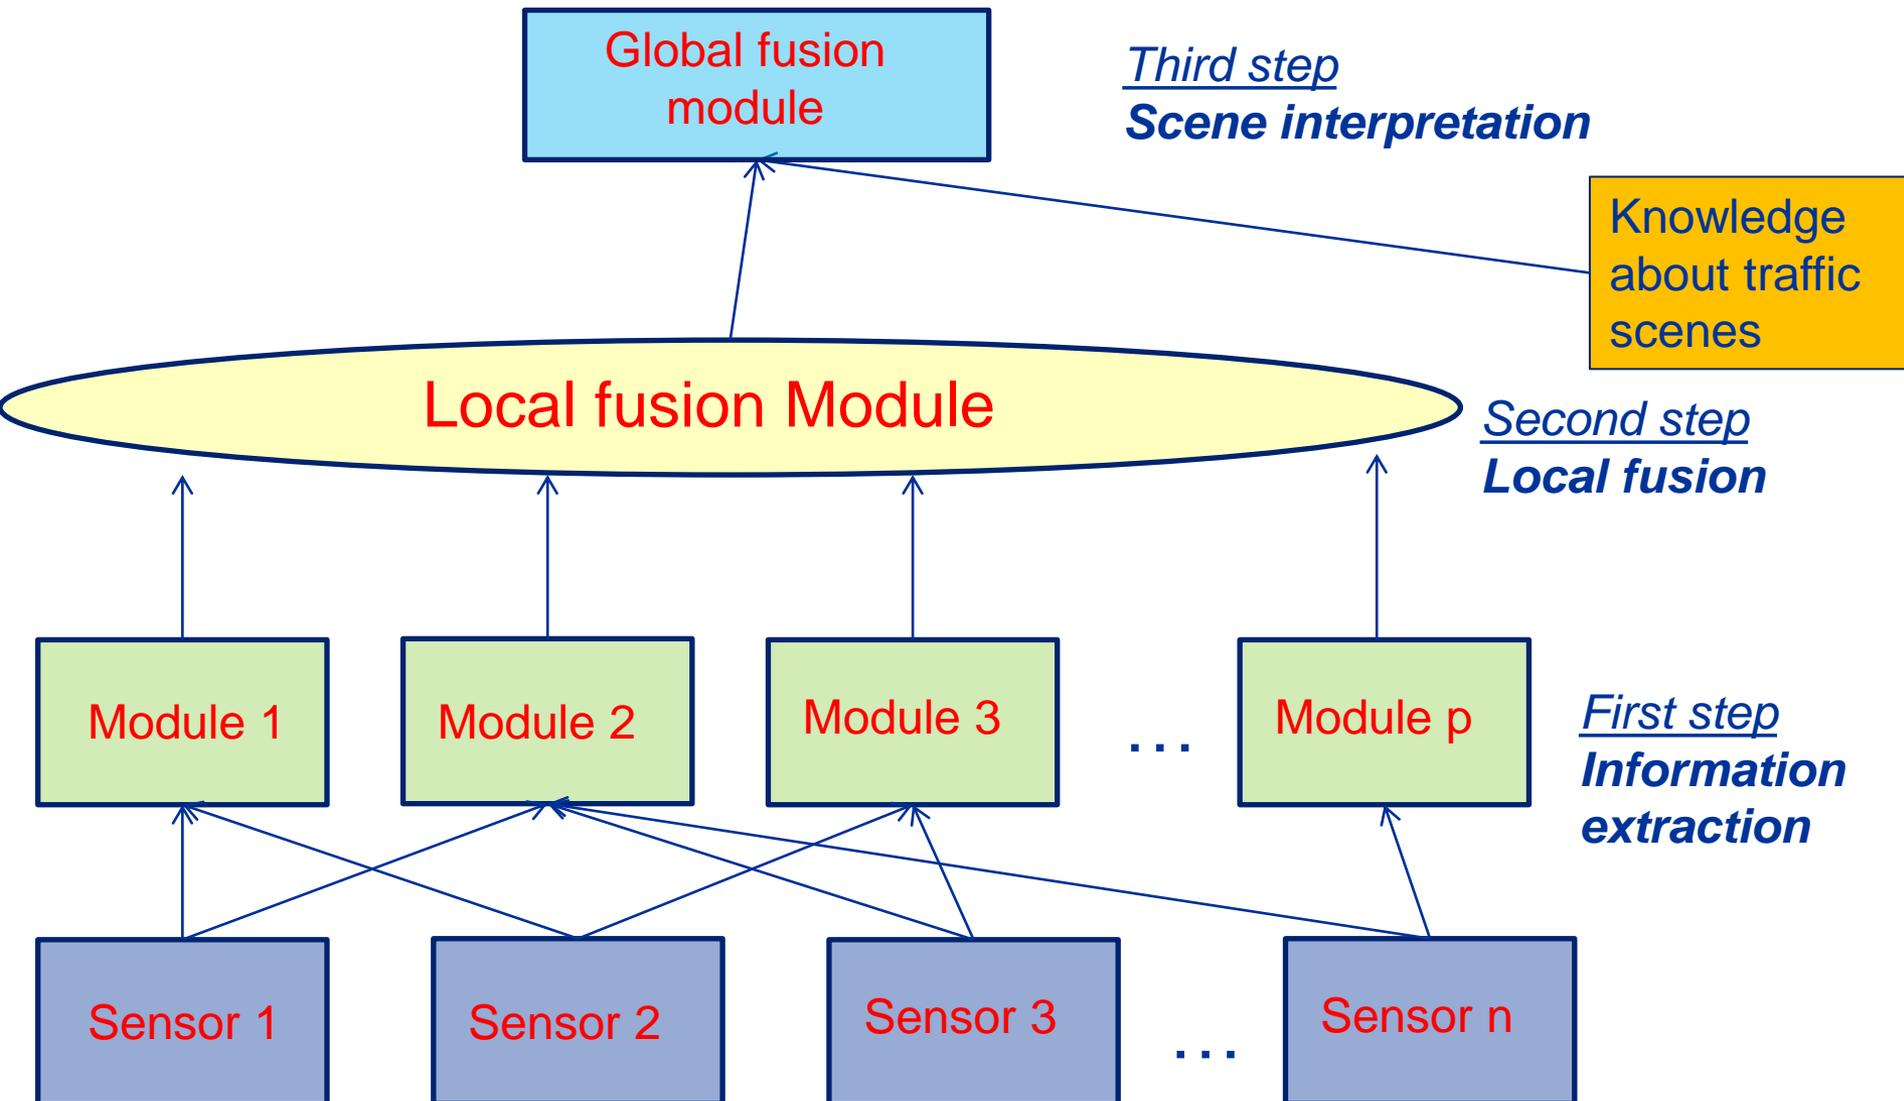 Global fusion
module
Third step
Scene interpretation
Knowledge
about traffic
scenes
Local fusion Module
Second step
Local fusion
Module 1
Module 2
Module 3
...
Module p
First step
Information
extraction
Sensor 1
Sensor 2
Sensor 3
...
Sensor n